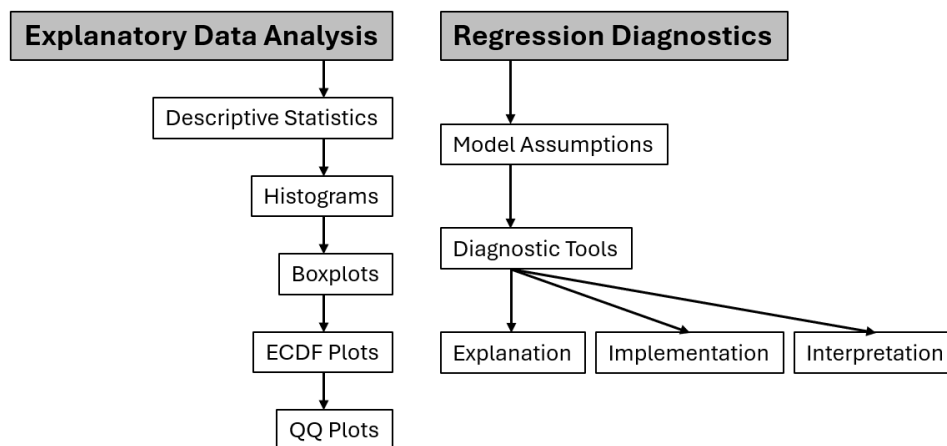 Explanatory Data Analysis
Descriptive Statistics
Histograms
Boxplots
ECDF Plots
QQ Plots
Regression Diagnostics
Model Assumptions
Diagnostic Tools
Explanation
Implementation
Interpretation